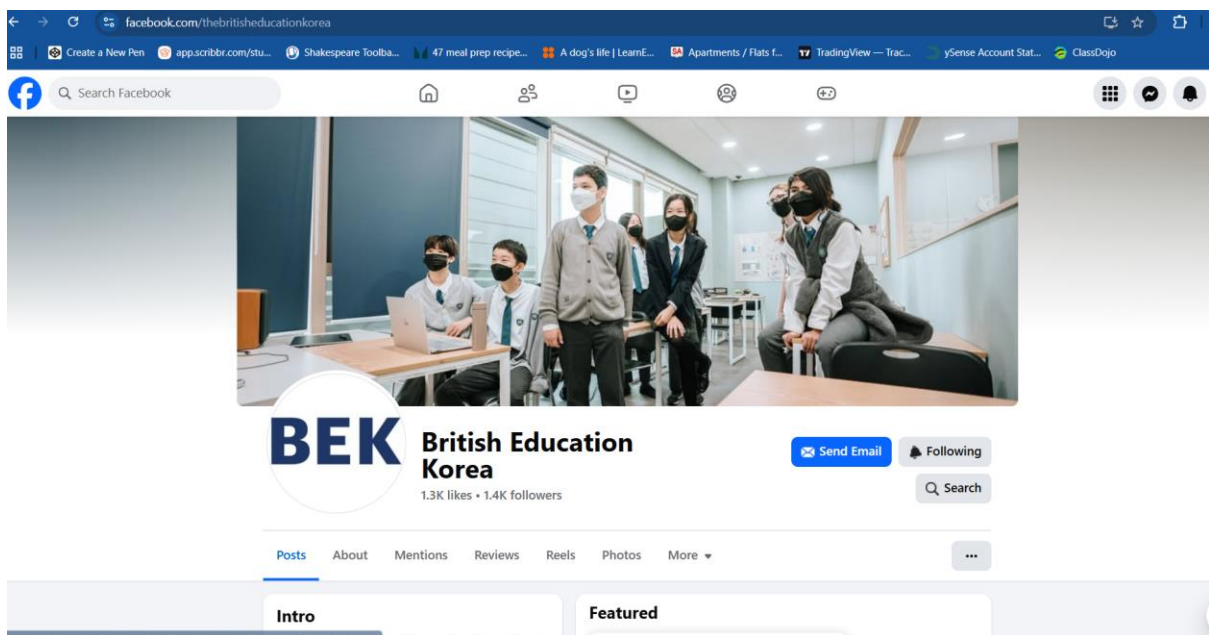 facebook.com/thebritisheducationkorea
Create a New Pen app.scribbr.com/stu... Shakespeare Toolba... 47 meal prep recipe... A dog's life | LearnE... SA Apartments / Flats f... 17 TradingView — Trac... ySense Account Stat... ClassDojo
Search Facebook
BEK
British Education
Korea
1.3K likes • 1.4K followers
Send Email
Following
Search
Posts About Mentions Reviews Reels Photos More
Intro
Featured